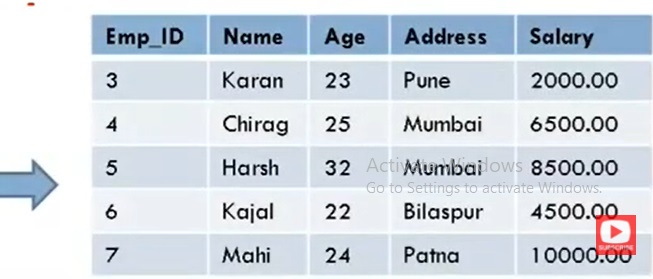 Emp_ID Name Age Address Salary
3 Karan 23 Pune 2000.00
4 Chirag 25 Mumbai 6500.00
5 Harsh 32 Mumbai 8500.00
Activate Windows
Go to Settings to activate Windows.
6 Kajal 22 Bilaspur 4500.00
7 Mahi 24 Patna 10000.00
SUBSCRIBE